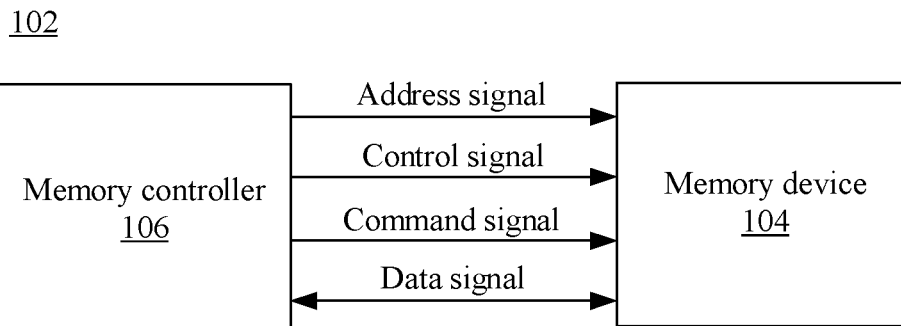 102
Address signal
Control signal
Memory controller
106
Command signal
Data signal
Memory device
104